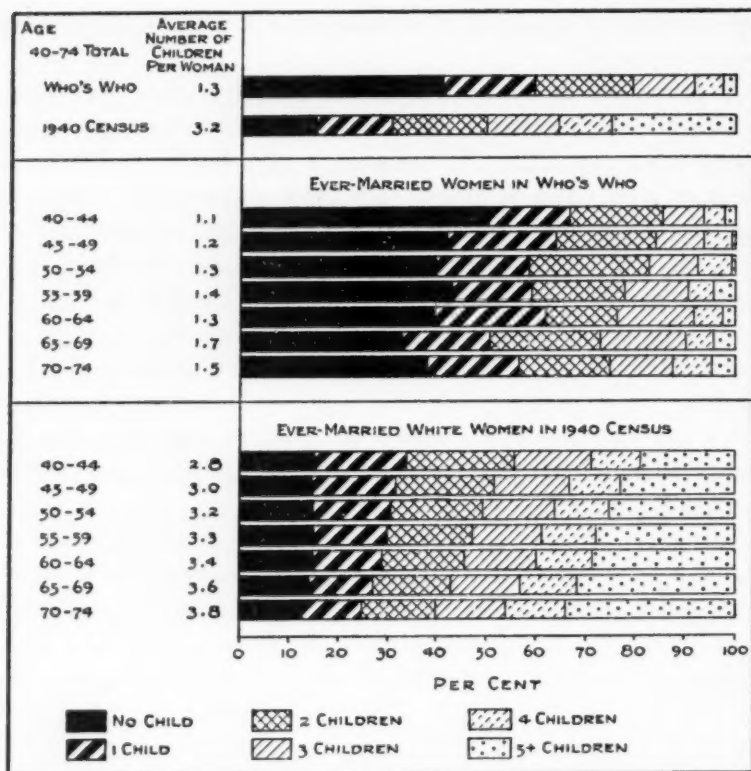 AGE AVERAGE
40-74 TOTAL NUMBER OF
CHILDREN
PER WOMAN
WHO'S WHO 1.3
1940 CENSUS 3.2
EVER-MARRIED WOMEN IN WHO'S WHO
40-44 1.1
45-49 1.2
50-54 1.3
55-59 1.4
60-64 1.3
65-69 1.7
70-74 1.5
EVER-MARRIED WHITE WOMEN IN 1940 CENSUS
40-44 2.8
45-49 3.0
50-54 3.2
55-59 3.3
60-64 3.4
65-69 3.6
70-74 3.8
0 10 20 30 40 50 60 70 80 90 100
PER CENT
NO CHILD 2 CHILDREN 4 CHILDREN
1 CHILD 3 CHILDREN 5+ CHILDREN